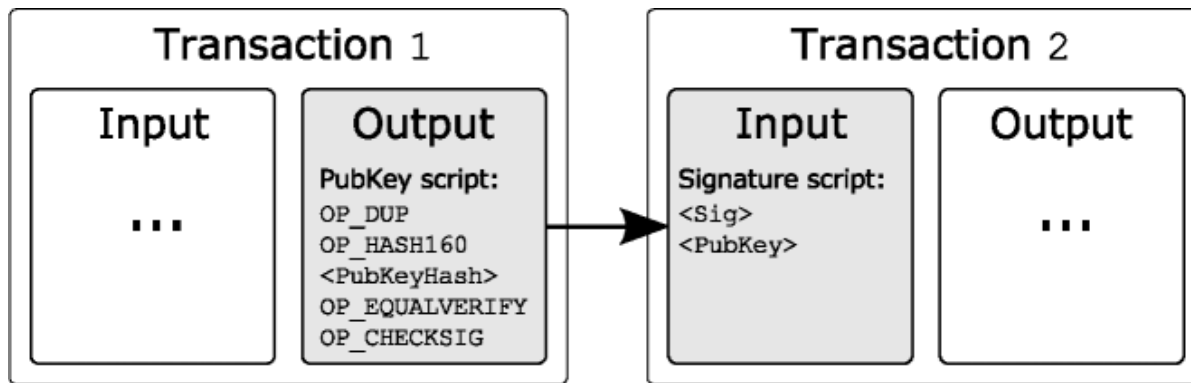 Transaction 1
Input
...
Output
PubKey script:
OP_DUP
OP_HASH160
<PubKeyHash>
OP_EQUALVERIFY
OP_CHECKSIG
Transaction 2
Input
Signature script:
<Sig>
<PubKey>
Output
...